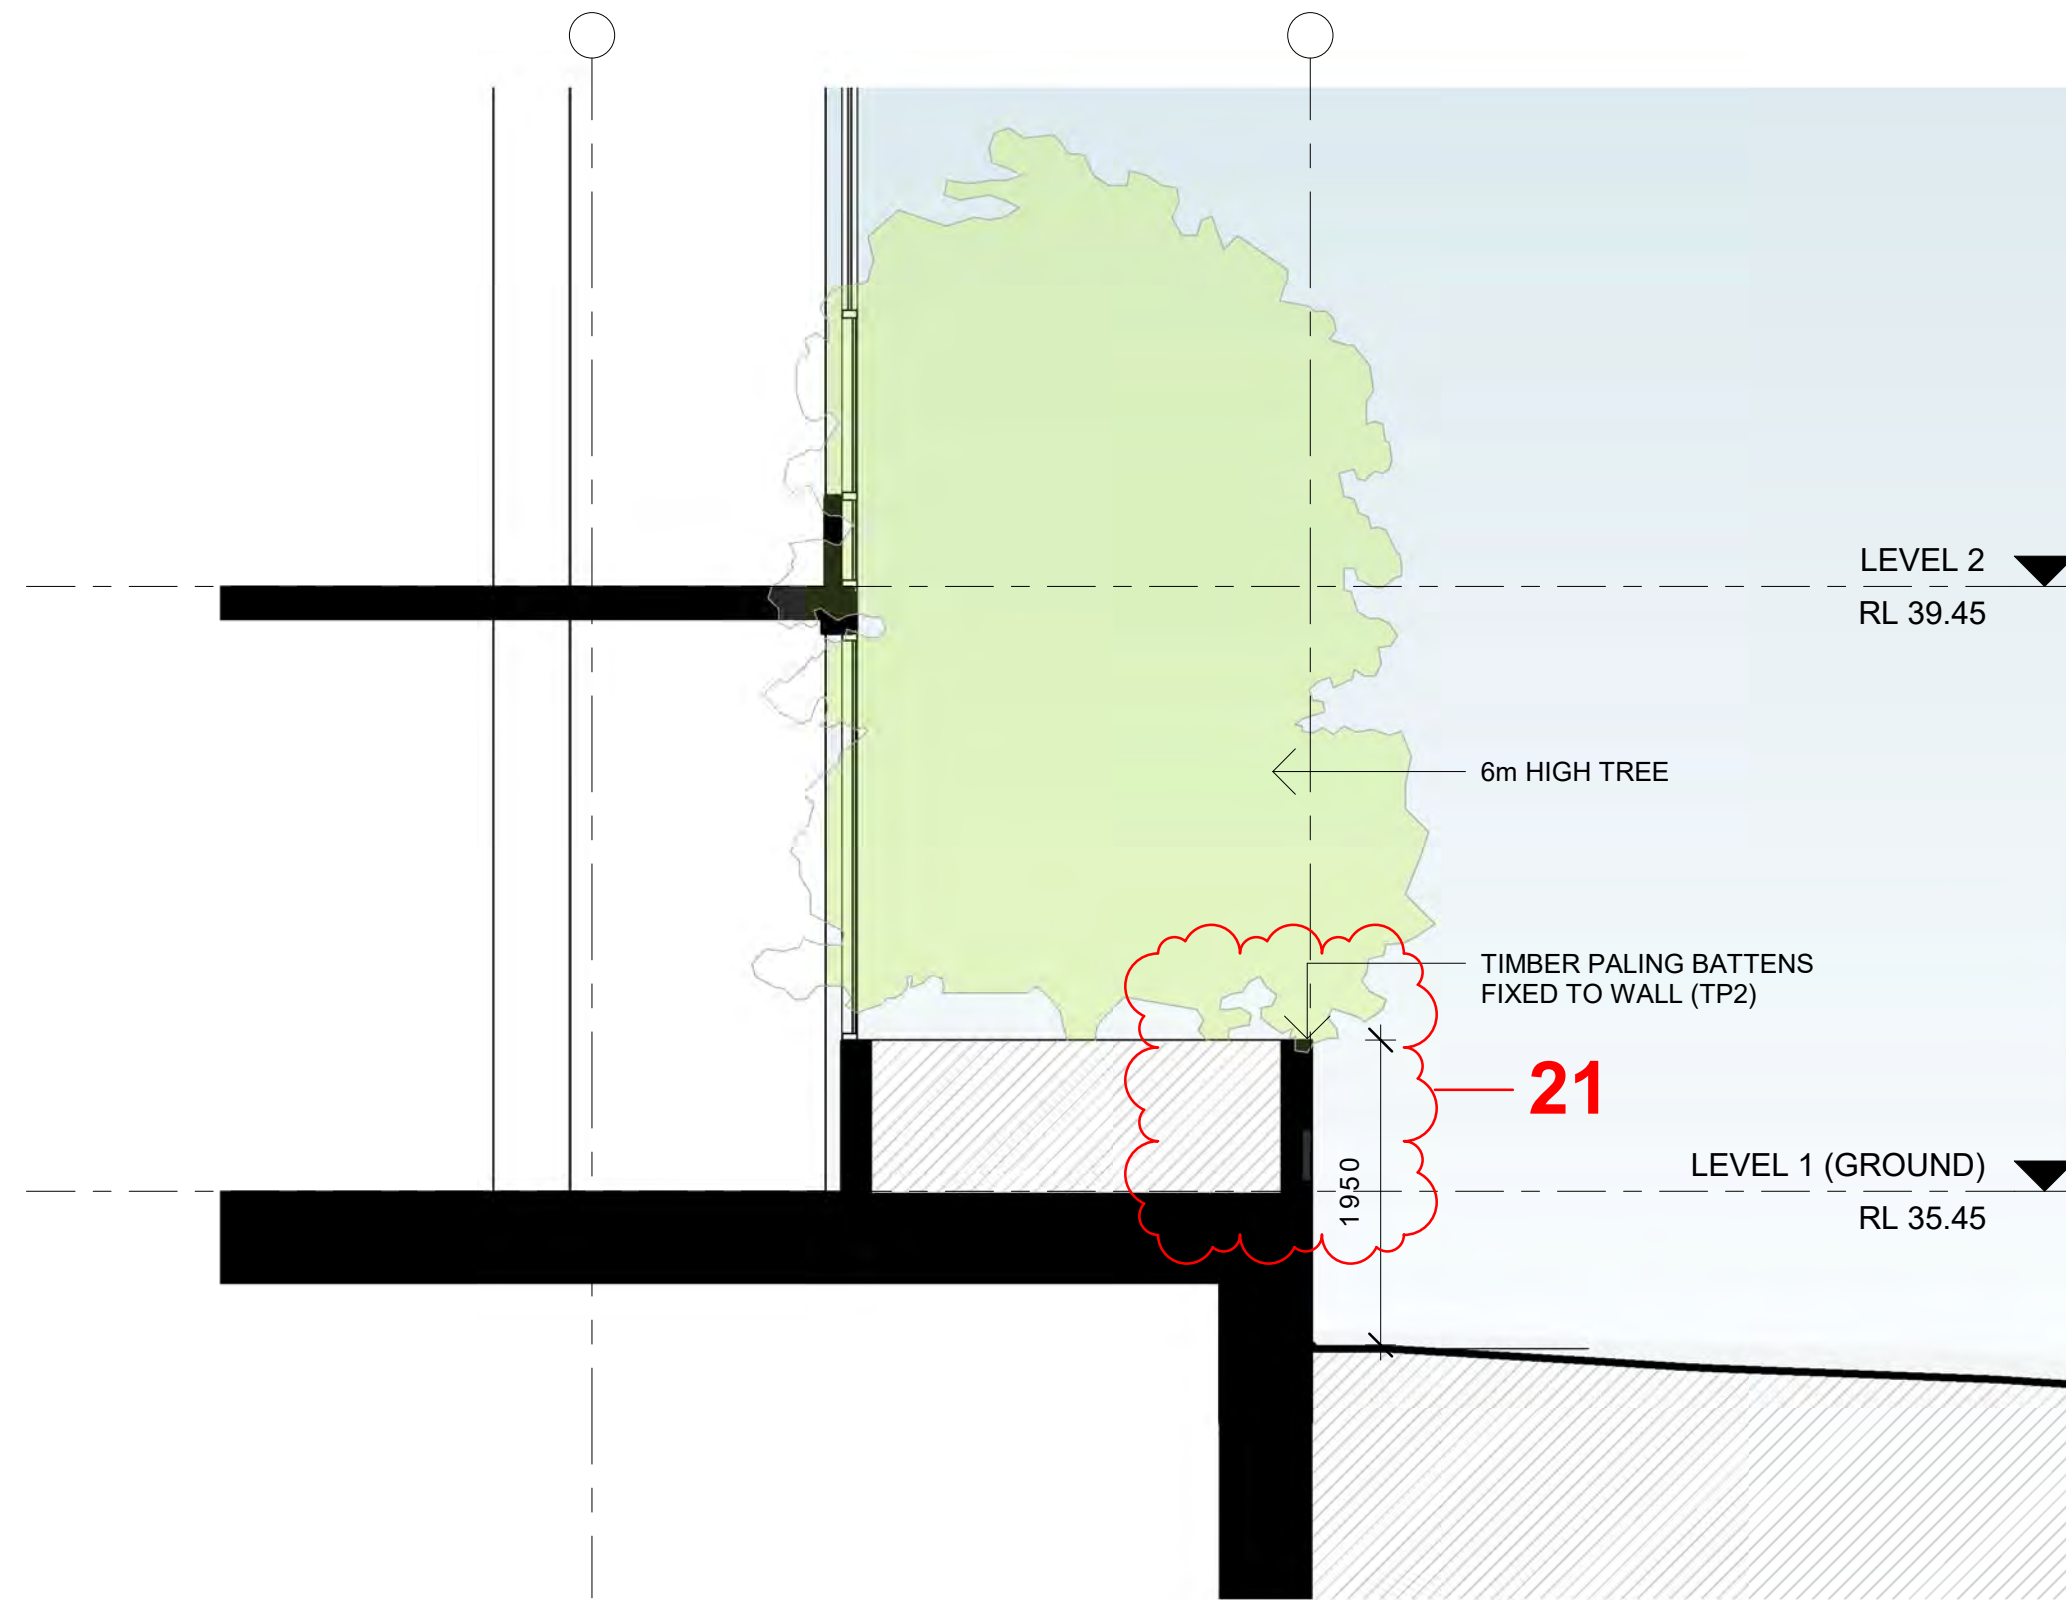 LEVEL 2
RL 39.45
6m HIGH TREE
TIMBER PALING BATTENS
FIXED TO WALL (TP2)
21
1950
LEVEL 1 (GROUND)
RL 35.45